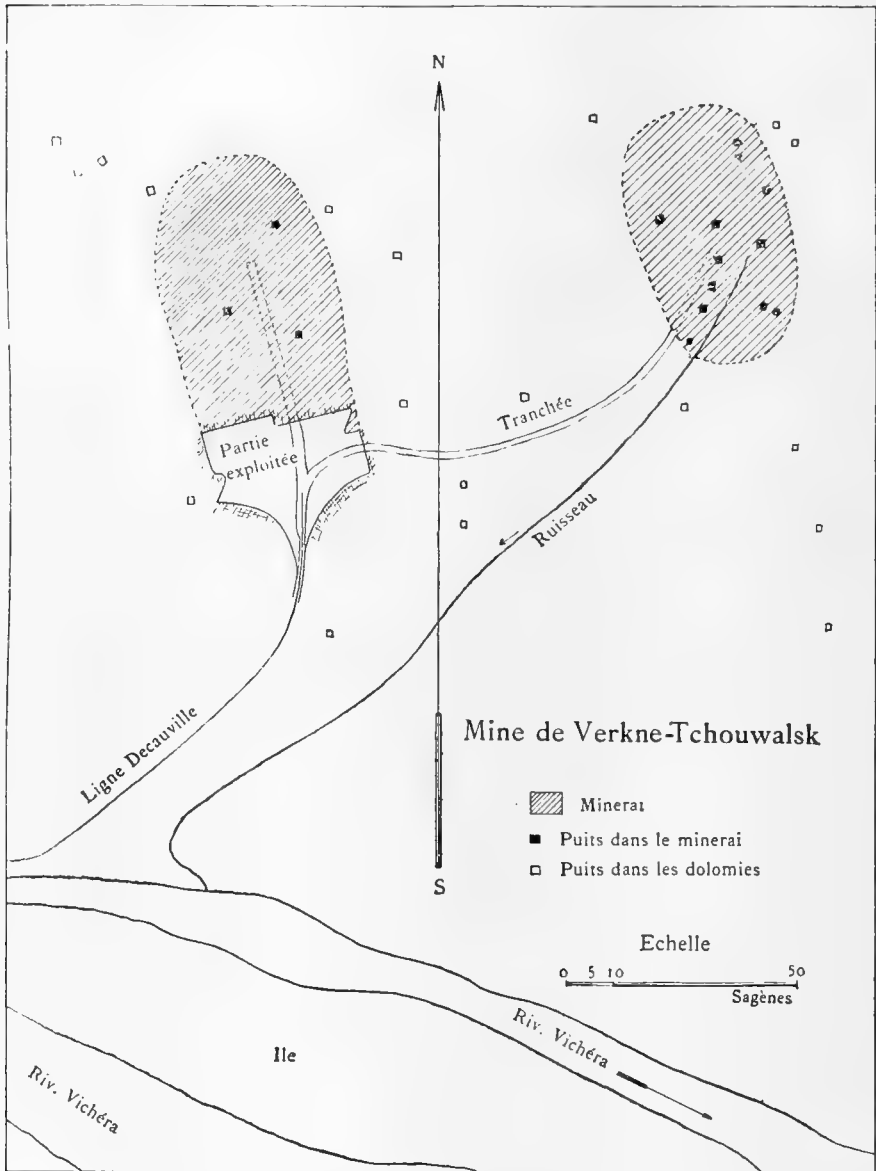 N
Partie
exploitée
Tranchée
Ruisseau
Ligne Decauville
Mine de Verkne-Tchouwalsk
Minerai
Puits dans le minerai
Puits dans les dolomies
S
Echelle
0 5 10 50
Sagènes
Riv. Vichéra
Ile
Riv. Vichéra